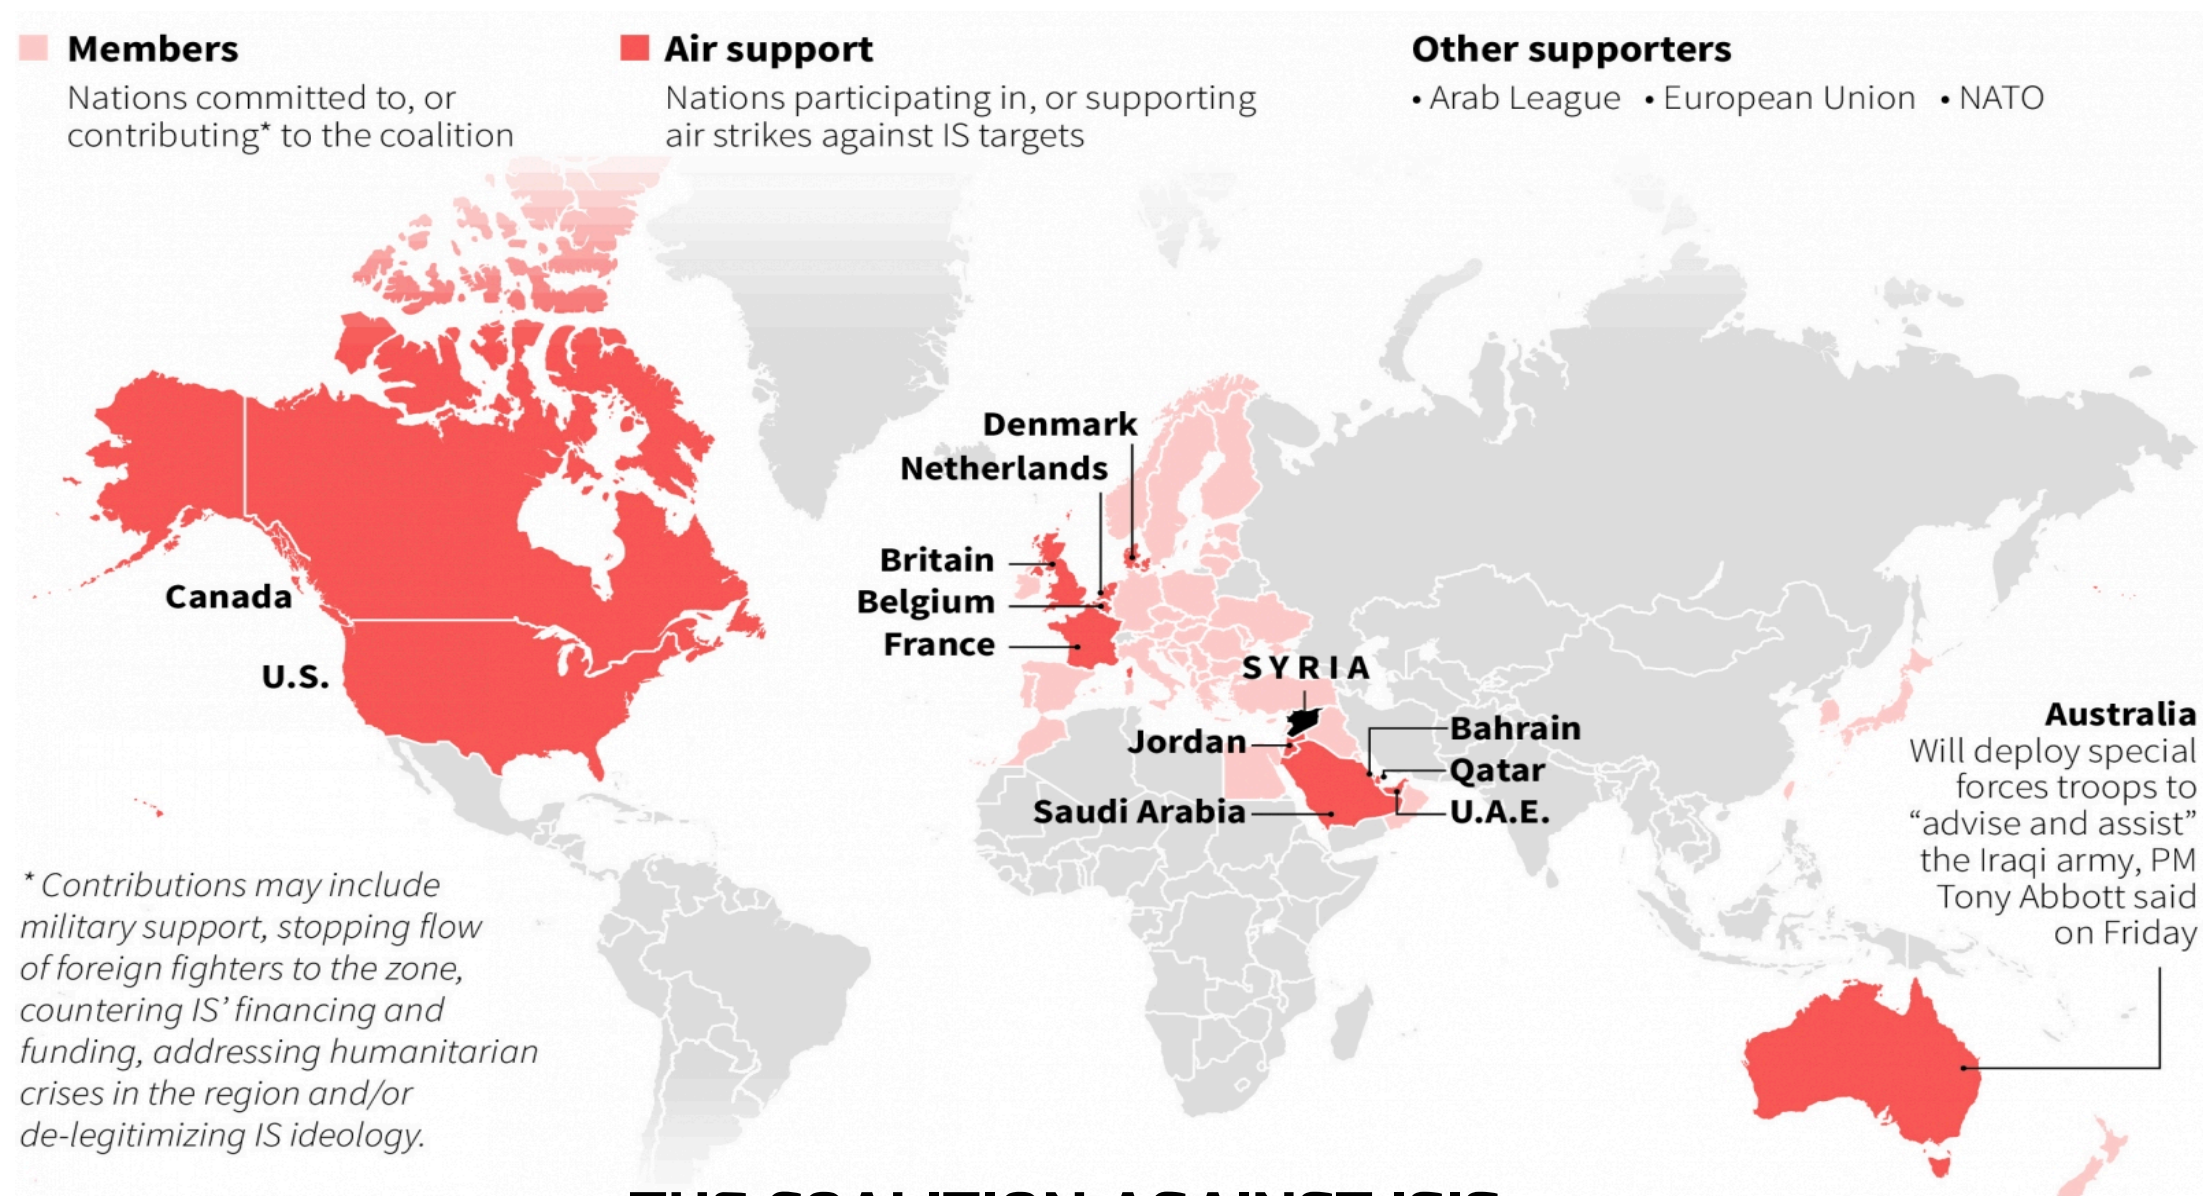 Members
Nations committed to, or
contributing* to the coalition
Air support
Nations participating in, or supporting
air strikes against IS targets
Other supporters
• Arab League • European Union • NATO
Denmark
Netherlands
Britain
Belgium
France
Canada
U.S.
SYRIA
Jordan
Saudi Arabia
Bahrain
Qatar
U.A.E.
Australia
Will deploy special
forces troops to
“advise and assist”
the Iraqi army, PM
Tony Abbott said
on Friday
* Contributions may include
military support, stopping flow
of foreign fighters to the zone,
countering IS’ financing and
funding, addressing humanitarian
crises in the region and/or
de-legitimizing IS ideology.
THE COALITION AGAINST ISIS